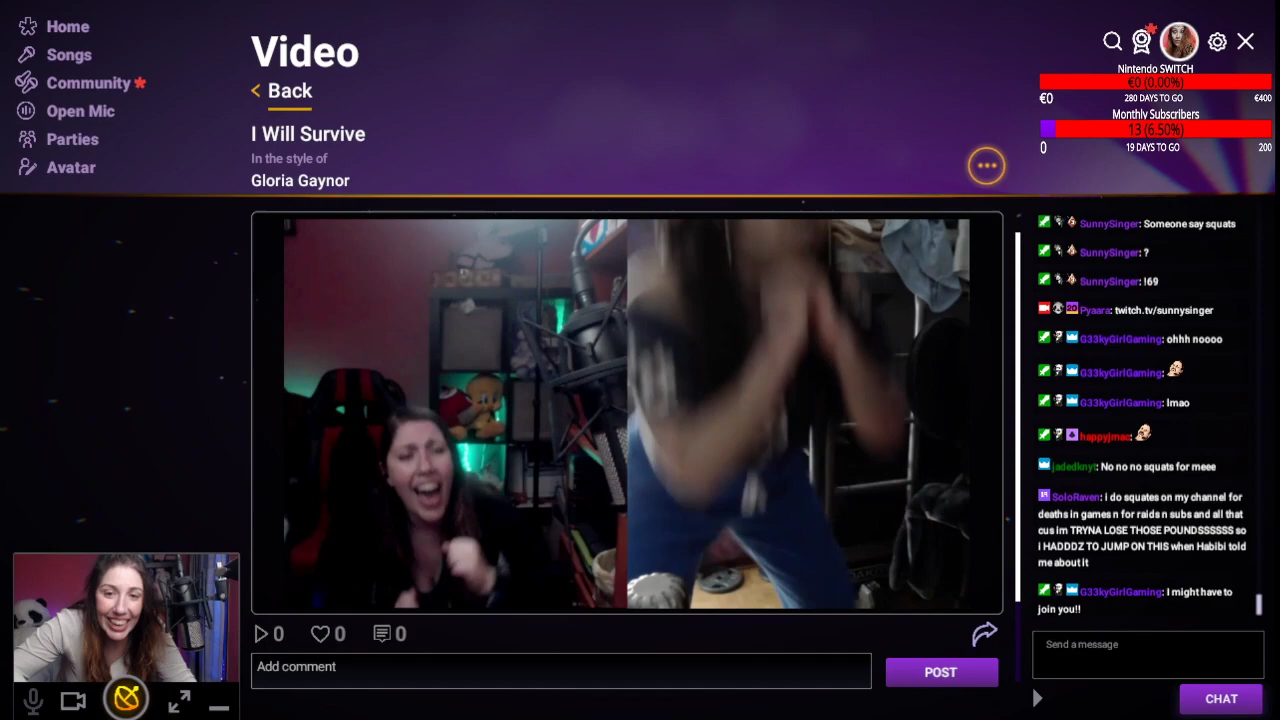 Home
Songs
Community
Open Mic
Parties
Avatar
Video
Back
I Will Survive
In the style of
Gloria Gaynor
Nintendo SWITCH
€0 (0.00%)
€0 280 DAYS TO GO €400
Monthly Subscribers
13 (6.50%)
0 19 DAYS TO GO 200
SunnySinger: Someone say squats
SunnySinger: ?
SunnySinger: !69
Pyaara: twitch.tv/sunnysinger
G33kyGirlGaming: ohhh noooo
G33kyGirlGaming:
G33kyGirlGaming: lmao
happyjmac:
jadedknyt: No no no squats for meee
SoloRaven: i do squates on my channel for
deaths in games n for raids n subs and all that
cus im TRYNA LOSE THOSE POUNDSSSSSS so
i HADDDZ TO JUMP ON THIS when Habibi told
me about it
G33kyGirlGaming: I might have to
join you!!
0 0 0
Add comment
POST
Send a message
CHAT